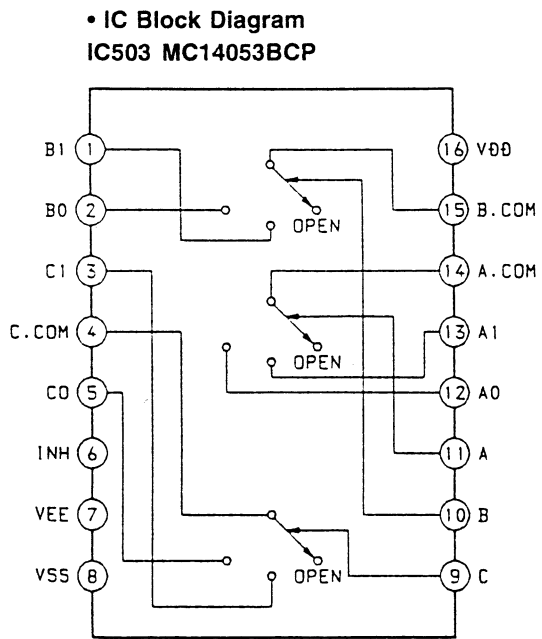 • IC Block Diagram
IC503 MC14053BCP
B1 1
16 VDD
B0 2
OPEN
15 B.COM
C1 3
14 A.COM
C.COM 4
13 A1
OPEN
C0 5
12 A0
INH 6
11 A
VEE 7
10 B
VSS 8
OPEN
9 C